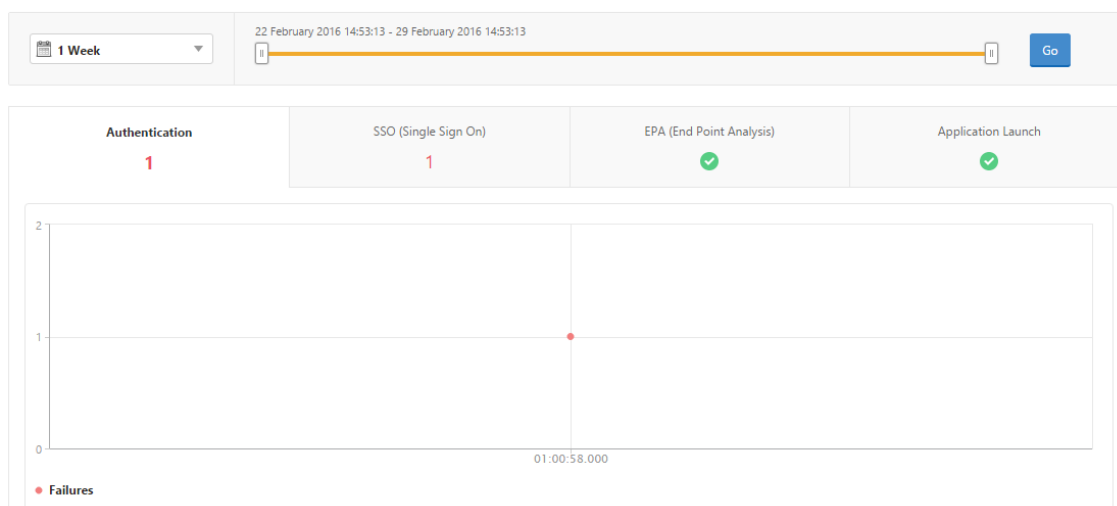 22 February 2016 14:53:13 - 29 February 2016 14:53:13
1 Week
Go
Authentication
1
SSO (Single Sign On)
1
EPA (End Point Analysis)
Application Launch
2
1
0
01:00:58.000
Failures